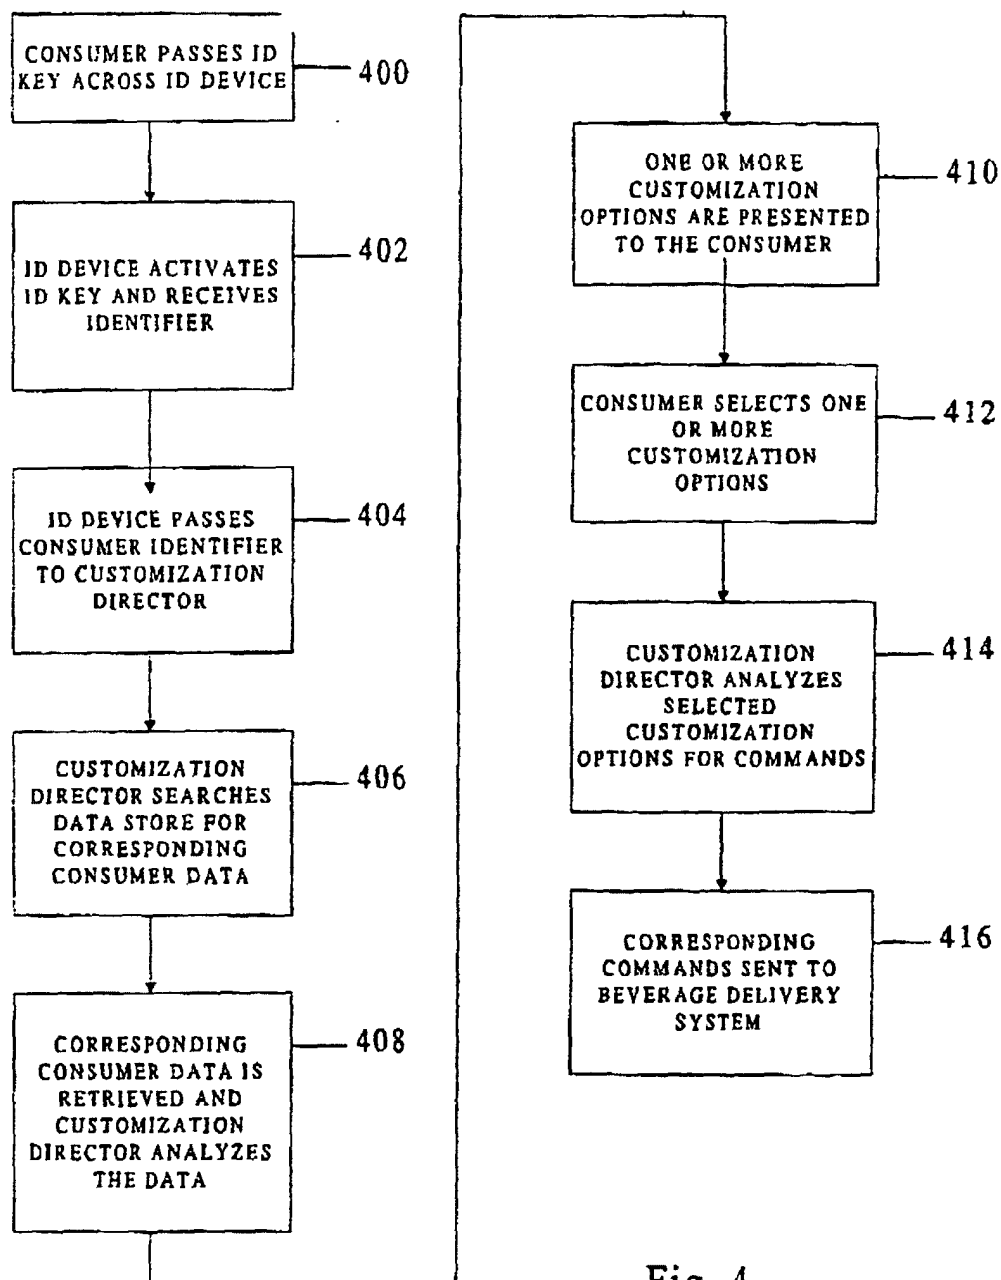 CONSUMER PASSES ID
KEY ACROSS ID DEVICE
400
ID DEVICE ACTIVATES
ID KEY AND RECEIVES
IDENTIFIER
402
ID DEVICE PASSES
CONSUMER IDENTIFIER
TO CUSTOMIZATION
DIRECTOR
404
CUSTOMIZATION
DIRECTOR SEARCHES
DATA STORE FOR
CORRESPONDING
CONSUMER DATA
406
CORRESPONDING
CONSUMER DATA IS
RETRIEVED AND
CUSTOMIZATION
DIRECTOR ANALYZES
THE DATA
408
ONE OR MORE
CUSTOMIZATION
OPTIONS ARE PRESENTED
TO THE CONSUMER
410
CONSUMER SELECTS ONE
OR MORE
CUSTOMIZATION
OPTIONS
412
CUSTOMIZATION
DIRECTOR ANALYZES
SELECTED
CUSTOMIZATION
OPTIONS FOR COMMANDS
414
CORRESPONDING
COMMANDS SENT TO
BEVERAGE DELIVERY
SYSTEM
416
Fig. 4